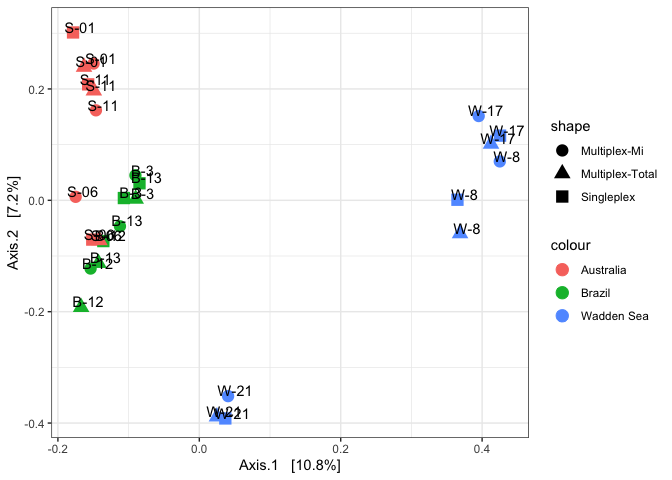 S-01
S-01
S-01
S-11
S-11
S-11
S-06
B-3
B-13
B-3
B-13
B-13
B-12
B-12
W-17
W-17
W-17
W-8
W-8
W-8
W-21
W-21
W-21
0.2
0.0
-0.2
-0.4
-0.2
0.0
0.2
0.4
Axis.1 [10.8%]
Axis.2 [7.2%]
shape
Multiplex-Mi
Multiplex-Total
Singleplex
colour
Australia
Brazil
Wadden Sea